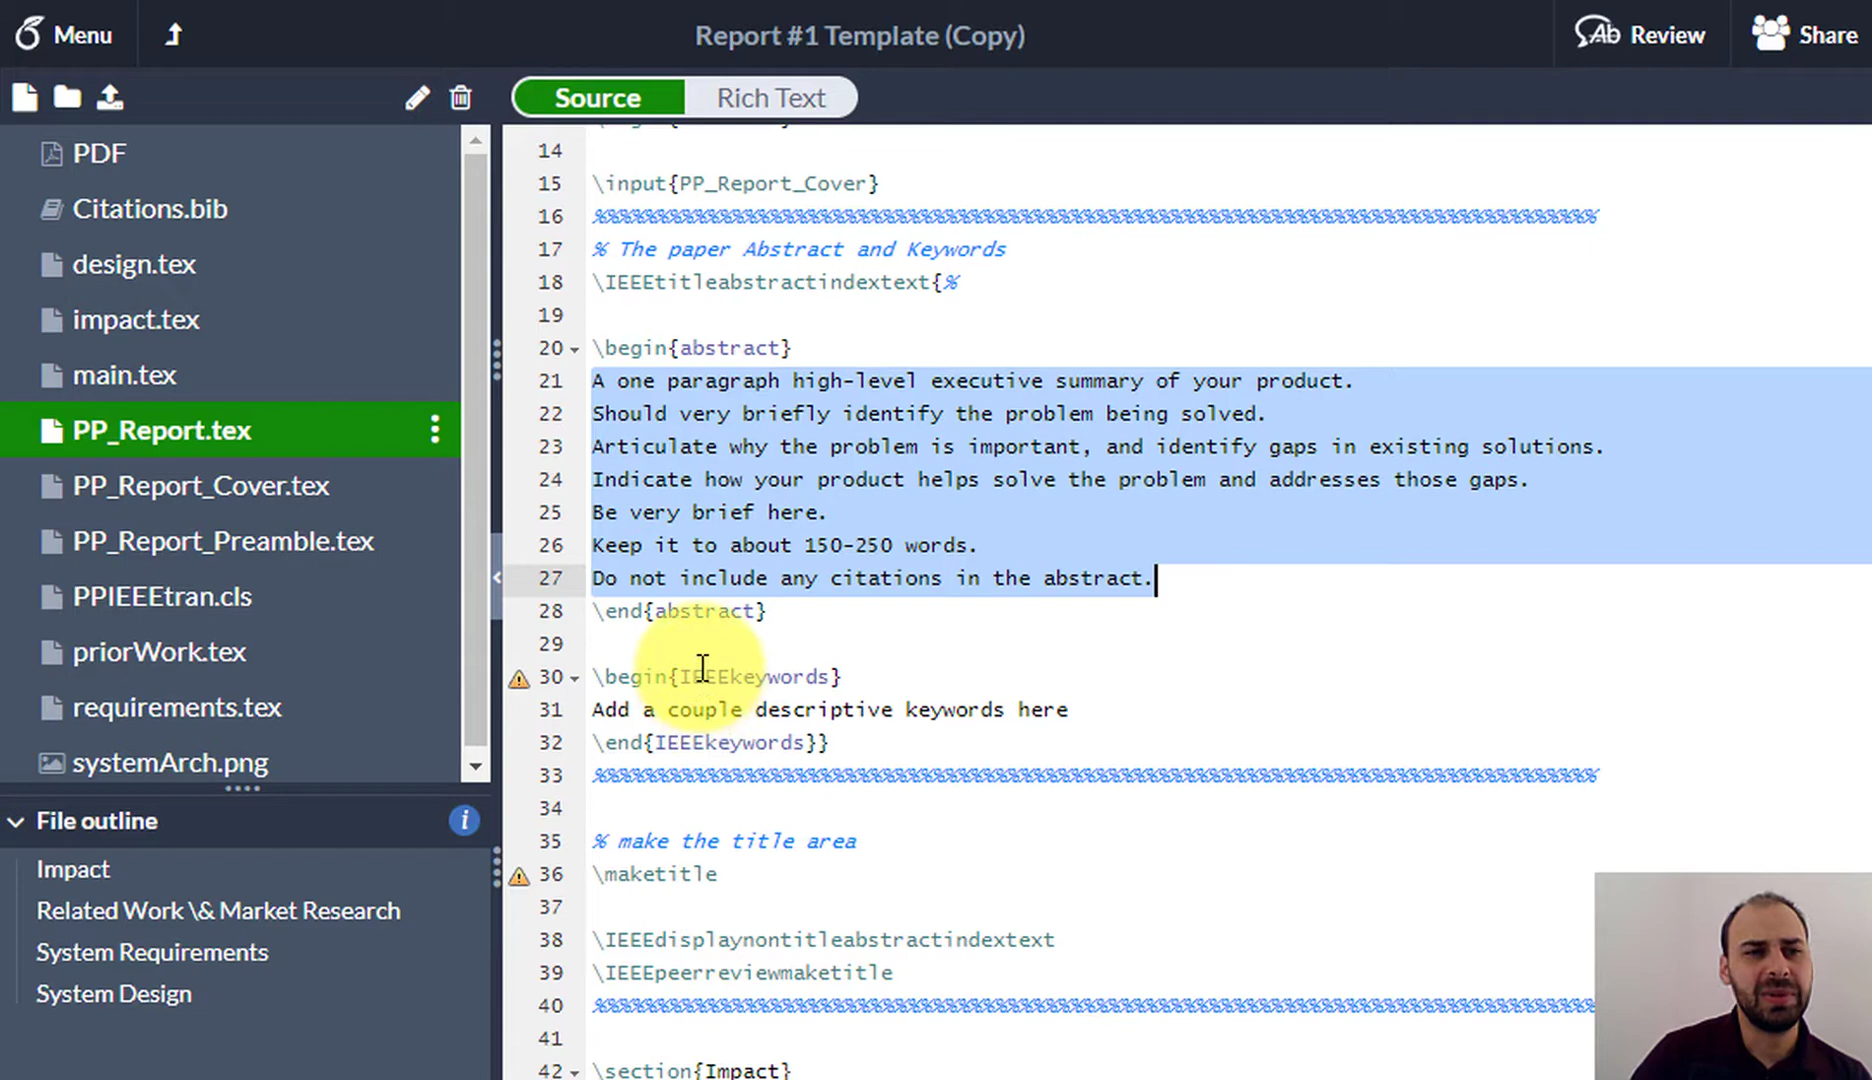 Menu
Report #1 Template (Copy)
Review
Share
Source
Rich Text
PDF
Citations.bib
design.tex
impact.tex
main.tex
PP_Report.tex
PP_Report_Cover.tex
PP_Report_Preamble.tex
PPIEEEtran.cls
priorWork.tex
requirements.tex
systemArch.png
File outline
Impact
Related Work \& Market Research
System Requirements
System Design
14
15 \input{PP_Report_Cover}
16 %%%%%%%%%%%%%%%%%%%%%%%%%%%%%%%%%%%%%%%%%%%%%%%%%%%%%%%%%%%%%%%%%%%%%%%%%%%%%%%%%%
17 % The paper Abstract and Keywords
18 \IEEEtitleabstractindextext{%
19
20 \begin{abstract}
21 A one paragraph high-level executive summary of your product.
22 Should very briefly identify the problem being solved.
23 Articulate why the problem is important, and identify gaps in existing solutions.
24 Indicate how your product helps solve the problem and addresses those gaps.
25 Be very brief here.
26 Keep it to about 150-250 words.
27 Do not include any citations in the abstract.
28 \end{abstract}
29
30 \begin{IEEEkeywords}
31 Add a couple descriptive keywords here
32 \end{IEEEkeywords}}
33 %%%%%%%%%%%%%%%%%%%%%%%%%%%%%%%%%%%%%%%%%%%%%%%%%%%%%%%%%%%%%%%%%%%%%%%%%%%%%%%%%%
34
35 % make the title area
36 \maketitle
37
38 \IEEEdisplaynontitleabstractindextext
39 \IEEEpeerreviewmaketitle
40 %%%%%%%%%%%%%%%%%%%%%%%%%%%%%%%%%%%%%%%%%%%%%%%%%%%%%%%%%%%%%%%%%%%%%%%%%%%%%%%%%%
41
42 \section{Impact}